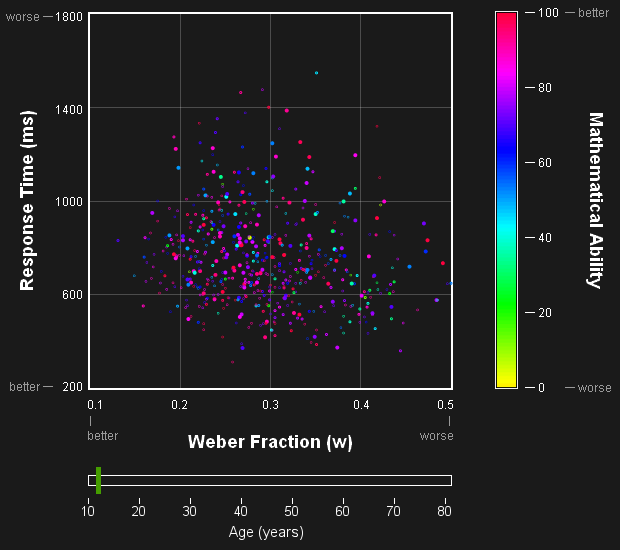 worse
1800
1400
1000
600
better
200
Response Time (ms)
0.1
0.2
0.3
0.4
0.5
better
worse
Weber Fraction (w)
10
20
30
40
50
60
70
80
Age (years)
100
better
80
60
40
20
0
worse
Mathematical Ability